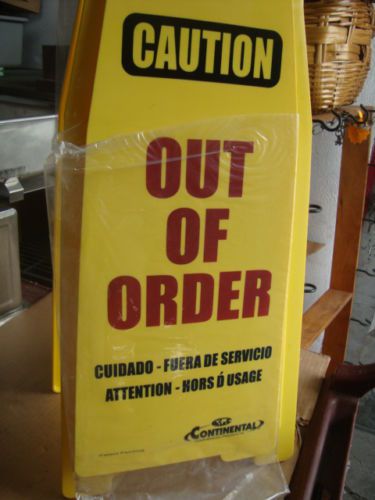 CAUTION
OUT
OF
ORDER
CUIDADO - FUERA DE SERVICIO
ATTENTION - HORS Ó USAGE
CONTINENTAL